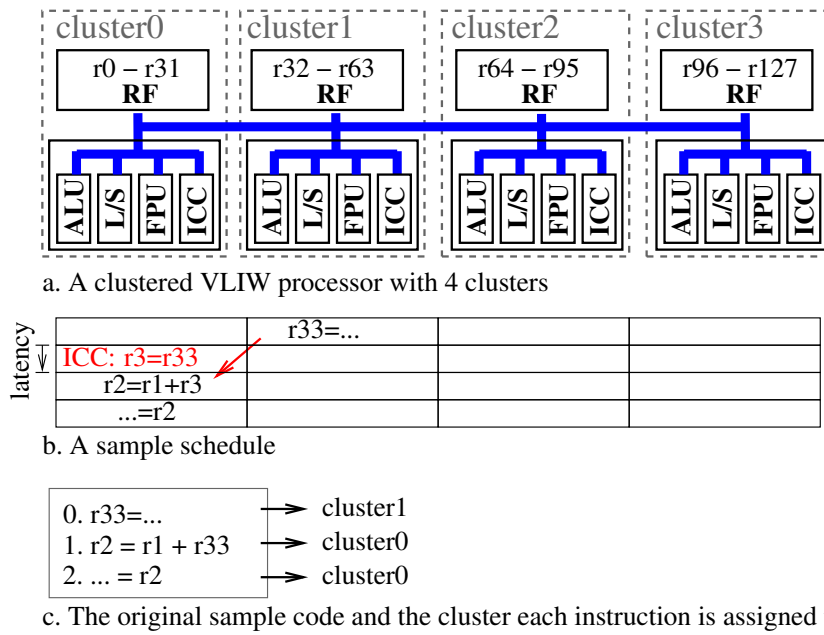 cluster0 cluster1 cluster2 cluster3
r0 – r31 r32 – r63 r64 – r95 r96 – r127
RF RF RF RF
ALU L/S FPU ICC ALU L/S FPU ICC ALU L/S FPU ICC ALU L/S FPU ICC
a. A clustered VLIW processor with 4 clusters
latency
r33=...
ICC: r3=r33
r2=r1+r3
...=r2
b. A sample schedule
0. r33=... cluster1
1. r2 = r1 + r33 cluster0
2. ... = r2 cluster0
c. The original sample code and the cluster each instruction is assigned